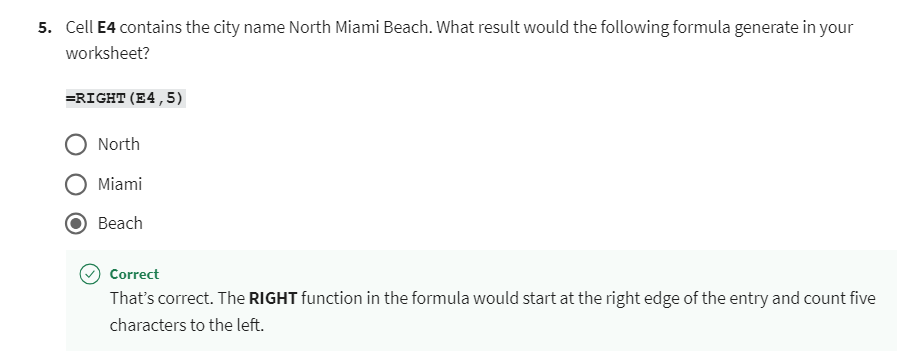 5. Cell E4 contains the city name North Miami Beach. What result would the following formula generate in your
worksheet?
=RIGHT(E4,5)
North
Miami
Beach
Correct
That's correct. The RIGHT function in the formula would start at the right edge of the entry and count five
characters to the left.